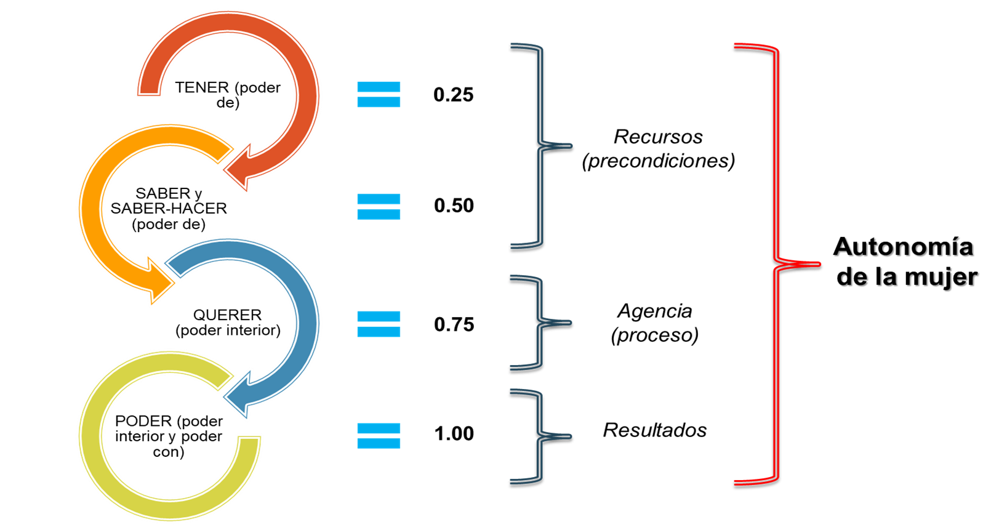 TENER (poder
de)
0.25
SABER y
SABER-HACER
(poder de)
0.50
Recursos
(precondiciones)
QUERER
(poder interior)
0.75
Agencia
(proceso)
PODER (poder
interior y poder
con)
1.00
Resultados
Autonomía
de la mujer